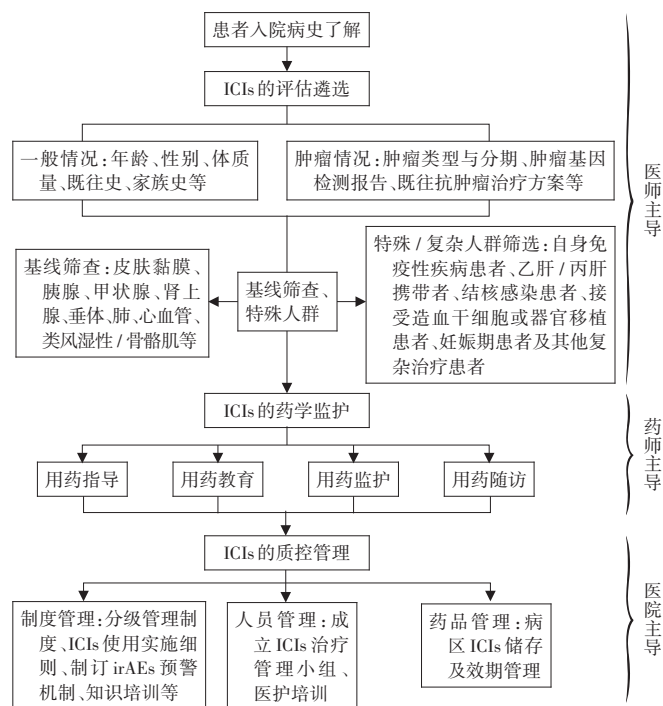 患者入院病史了解
ICIs的评估遴选
一般情况：年龄、性别、体质
量、既往史、家族史等
肿瘤情况：肿瘤类型与分期、肿瘤基因
检测报告、既往抗肿瘤治疗方案等
医师主导
基线筛查：皮肤黏膜、
胰腺、甲状腺、肾上
腺、垂体、肺、心血管、
类风湿性/骨骼肌等
基线筛查、
特殊人群
特殊/复杂人群筛选：自身免
疫性疾病患者、乙肝/丙肝
携带者、结核感染患者、接
受造血干细胞或器官移植
患者、妊娠期患者及其他复
杂治疗患者
ICIs的药学监护
药师主导
用药指导
用药教育
用药监护
用药随访
ICIs的质控管理
医院主导
制度管理：分级管理制
度、ICIs使用实施细
则、制订irAEs预警
机制、知识培训等
人员管理：成
立ICIs治疗
管理小组、
医护培训
药品管理：病
区ICIs储存
及效期管理